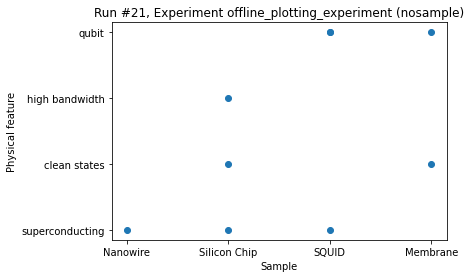 Run #21, Experiment offline_plotting_experiment (nosample)
qubit
high bandwidth
clean states
superconducting
Physical feature
Nanowire
Silicon Chip
SQUID
Membrane
Sample